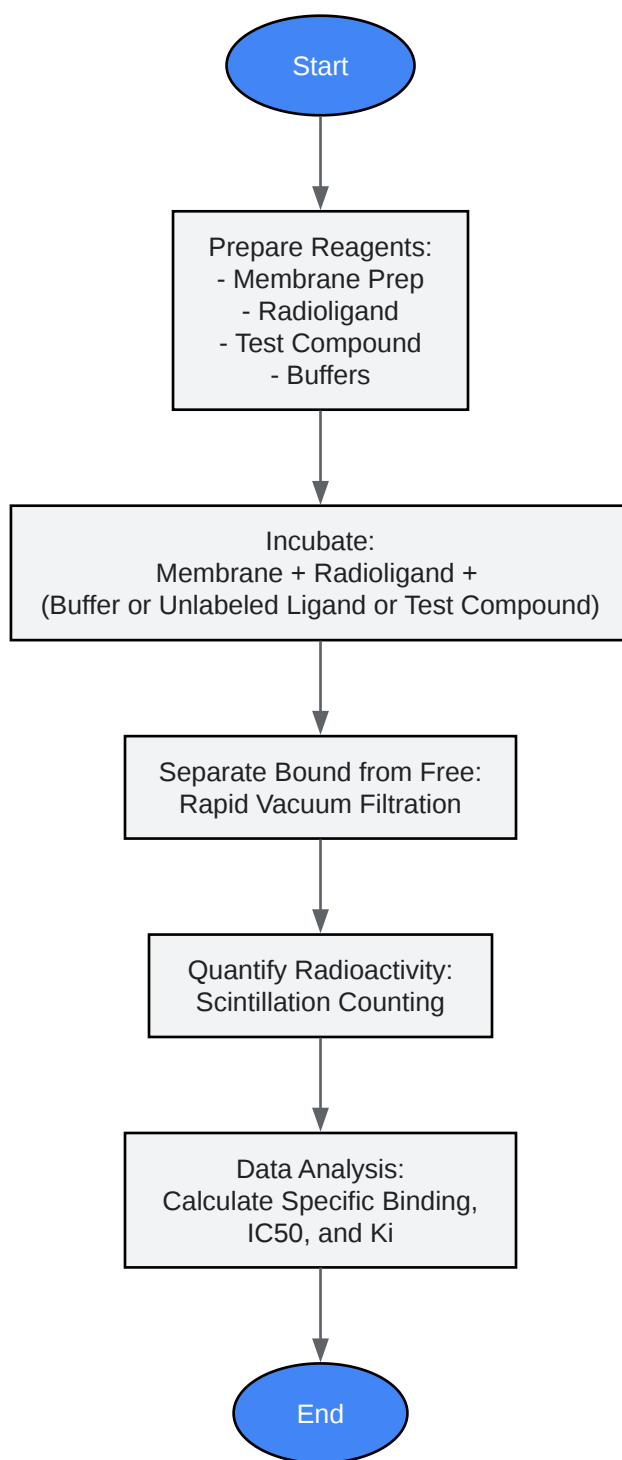 Start
Prepare Reagents:
- Membrane Prep
- Radioligand
- Test Compound
- Buffers
Incubate:
Membrane + Radioligand +
(Buffer or Unlabeled Ligand or Test Compound)
Separate Bound from Free:
Rapid Vacuum Filtration
Quantify Radioactivity:
Scintillation Counting
Data Analysis:
Calculate Specific Binding,
IC50, and Ki
End